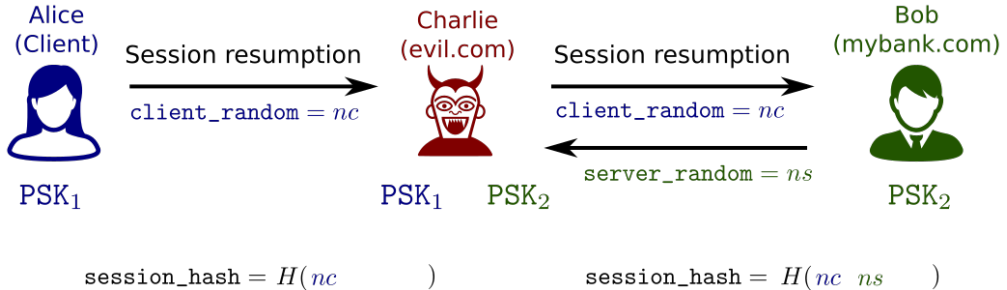 Alice
(Client)
Session resumption
client_random = nc
PSK1
Charlie
(evil.com)
PSK1 PSK2
Session resumption
client_random = nc
server_random = ns
Bob
(mybank.com)
PSK2
session_hash = H(nc )
session_hash = H(nc ns )